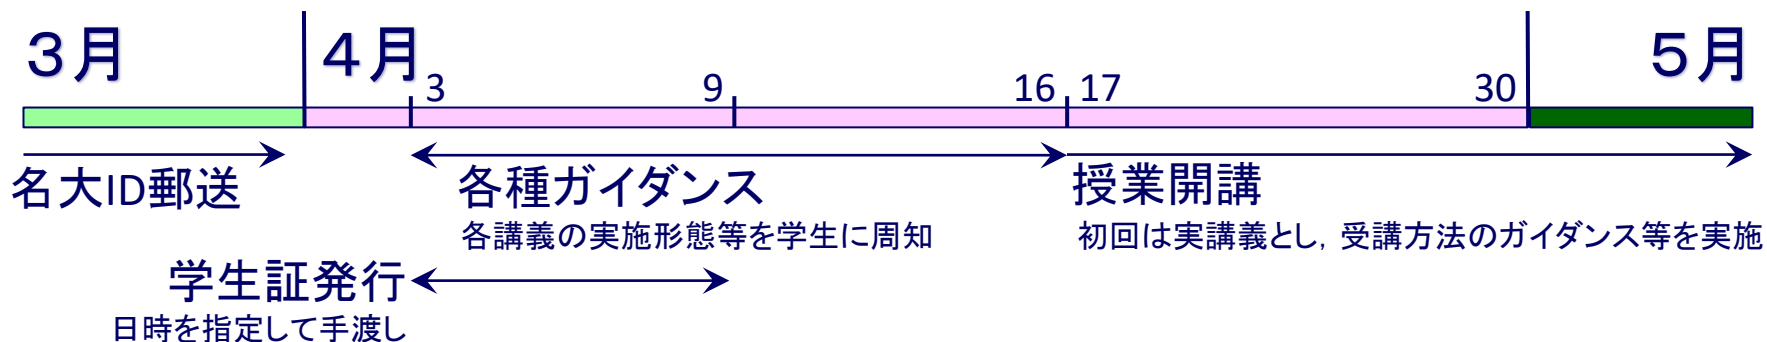 ３月
４月
５月
3
9
16
17
30
名大ID郵送
各種ガイダンス
授業開講
各講義の実施形態等を学生に周知
初回は実講義とし，受講方法のガイダンス等を実施
学生証発行
日時を指定して手渡し